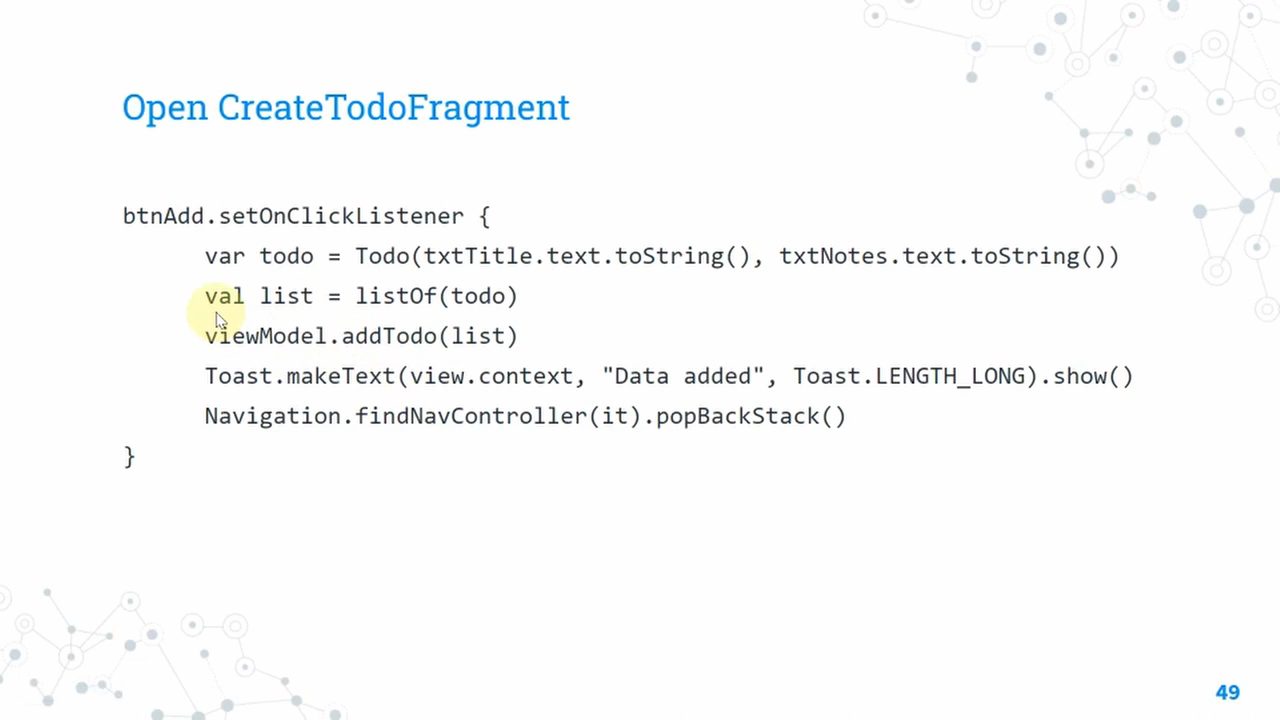 Open CreateTodoFragment
btnAdd.setOnClickListener {
var todo = Todo(txtTitle.text.toString(), txtNotes.text.toString())
val list = listOf(todo)
viewModel.addTodo(list)
Toast.makeText(view.context, "Data added", Toast.LENGTH_LONG).show()
Navigation.findNavController(it).popBackStack()
}
49